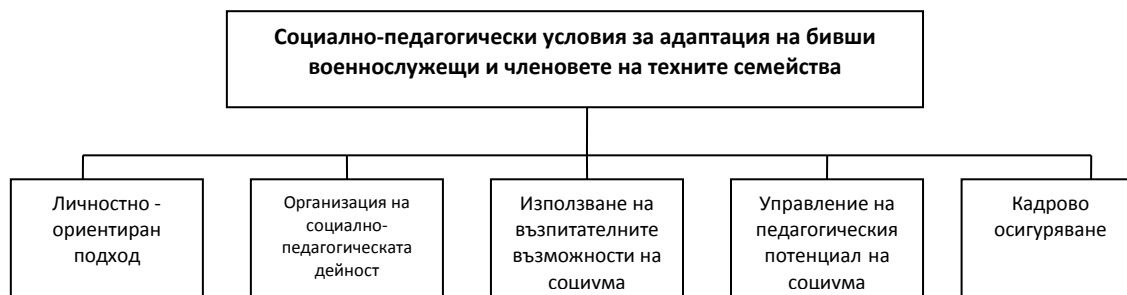 Социално-педагогически условия за адаптация на бивши
военнослужещи и членовете на техните семейства
Личностно -
ориентиран
подход
Организация на
социално-
педагогическата
дейност
Използване на
възпитателните
възможности на
социума
Управление на
педагогическия
потенциал на
социума
Кадрово
осигуряване